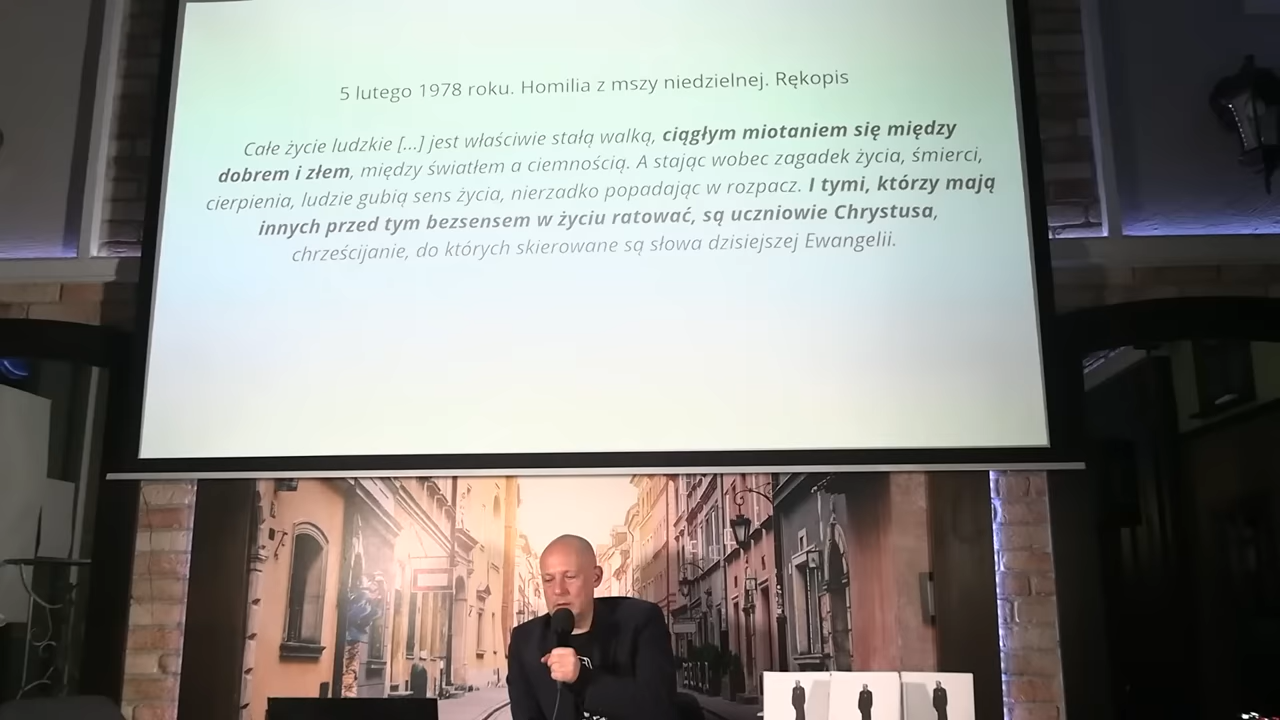 5 lutego 1978 roku. Homilia z mszy niedzielnej. Rękopis
Całe życie ludzkie [...] jest właściwie stałą walką, ciągłym miotaniem się między
dobrem i złem, między światłem a ciemnością. A stając wobec zagadek życia, śmierci,
cierpienia, ludzie gubią sens życia, nierzadko popadając w rozpacz. I tymi, którzy mają
innych przed tym bezsensem w życiu ratować, są uczniowie Chrystusa,
chrześcijanie, do których skierowane są słowa dzisiejszej Ewangelii.